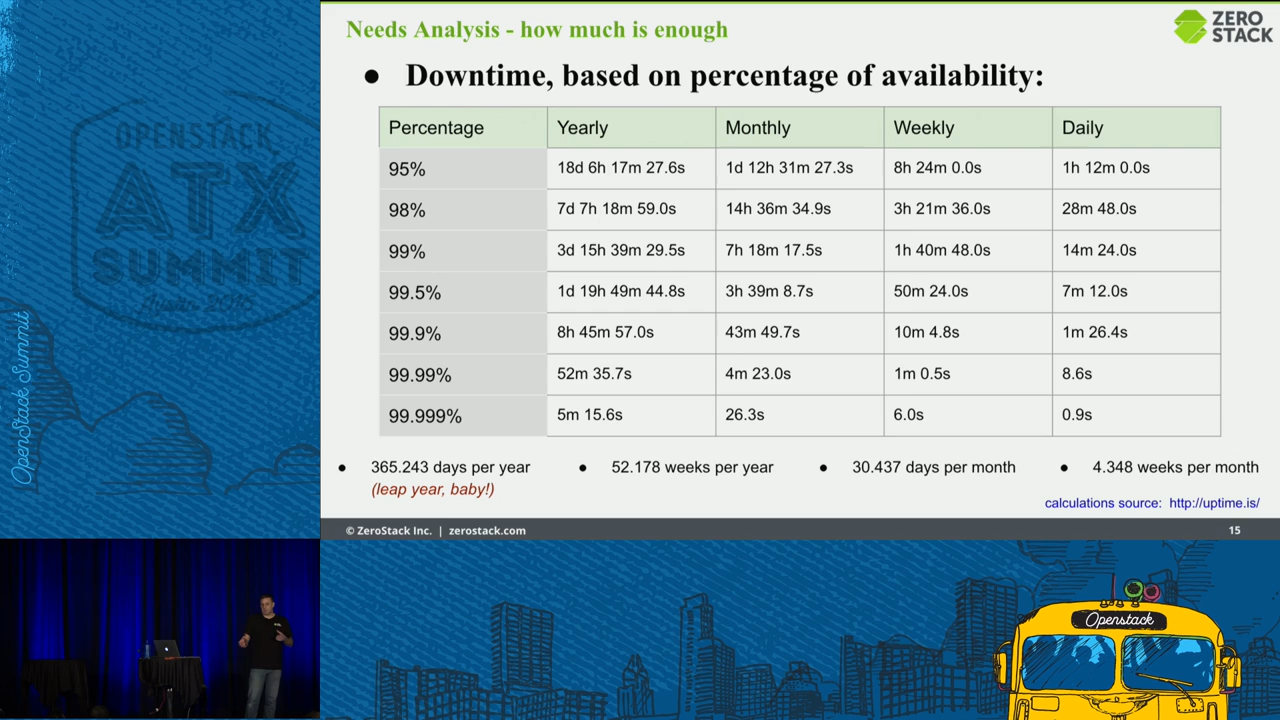 Needs Analysis - how much is enough
ZERO
STACK
● Downtime, based on percentage of availability:
Percentage Yearly Monthly Weekly Daily
95% 18d 6h 17m 27.6s 1d 12h 31m 27.3s 8h 24m 0.0s 1h 12m 0.0s
98% 7d 7h 18m 59.0s 14h 36m 34.9s 3h 21m 36.0s 28m 48.0s
99% 3d 15h 39m 29.5s 7h 18m 17.5s 1h 40m 48.0s 14m 24.0s
99.5% 1d 19h 49m 44.8s 3h 39m 8.7s 50m 24.0s 7m 12.0s
99.9% 8h 45m 57.0s 43m 49.7s 10m 4.8s 1m 26.4s
99.99% 52m 35.7s 4m 23.0s 1m 0.5s 8.6s
99.999% 5m 15.6s 26.3s 6.0s 0.9s
● 365.243 days per year ● 52.178 weeks per year ● 30.437 days per month ● 4.348 weeks per month
(leap year, baby!)
calculations source: http://uptime.is/
© ZeroStack Inc. | zerostack.com 15
OPENSTACK
ATX
SUMMIT
Austin 2016
OpenStack Summit
Openstack